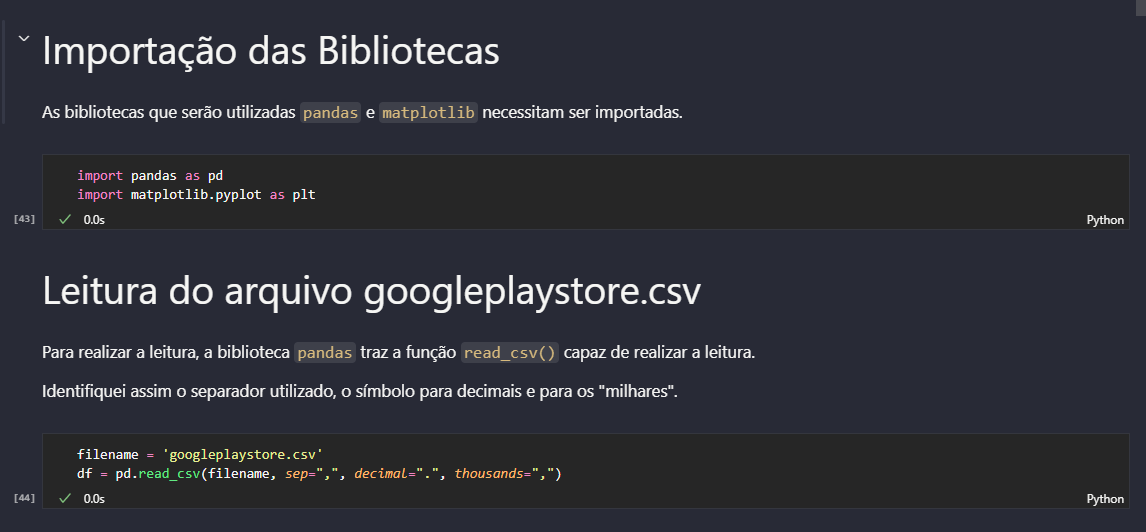 Importação das Bibliotecas
As bibliotecas que serão utilizadas pandas e matplotlib necessitam ser importadas.
import pandas as pd
import matplotlib.pyplot as plt
[43] 0.0s Python
Leitura do arquivo googleplaystore.csv
Para realizar a leitura, a biblioteca pandas traz a função read_csv() capaz de realizar a leitura.
Identifiquei assim o separador utilizado, o símbolo para decimais e para os "milhares".
filename = 'googleplaystore.csv'
df = pd.read_csv(filename, sep=",", decimal=".", thousands=",")
[44] 0.0s Python